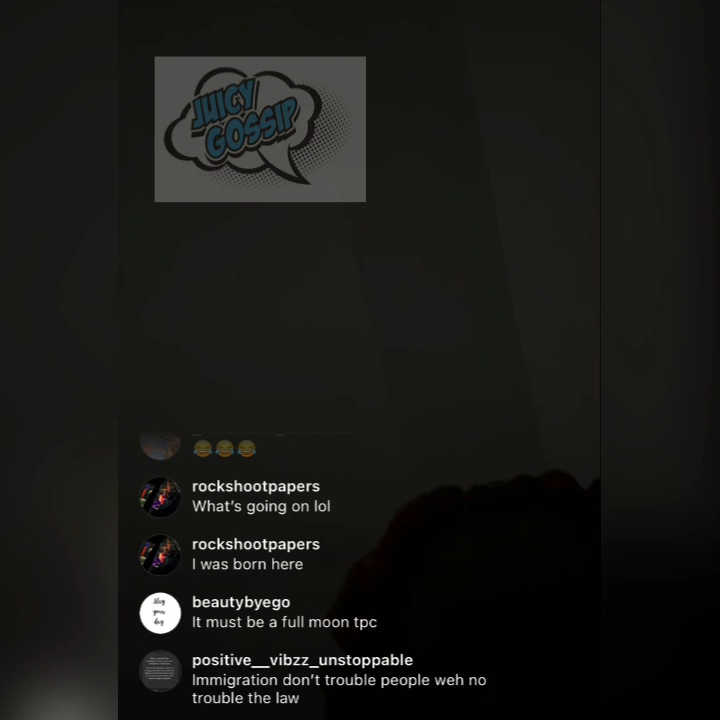 JUICY
GOSSIP
😂😂😂
rockshootpapers
What's going on lol
rockshootpapers
I was born here
beautybyego
It must be a full moon tpc
positive__vibzz_unstoppable
Immigration don't trouble people weh no
trouble the law